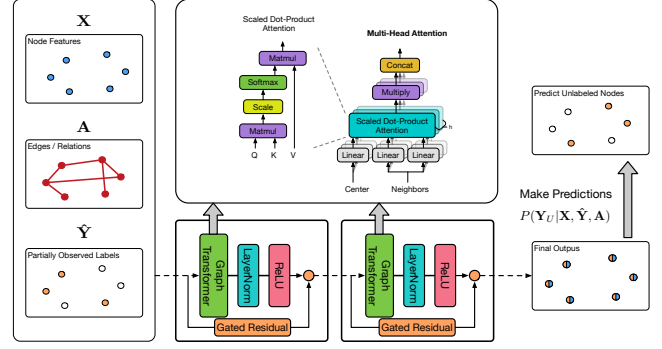 X
Node Features
A
Edges / Relations
Ŷ
Partially Observed Labels
Scaled Dot-Product
Attention
Matmul
Softmax
Scale
Matmul
Q K V
Multi-Head Attention
Concat
Multiply
Scaled Dot-Product
Attention
h
Linear Linear Linear
Center Neighbors
Graph
Transformer
LayerNorm
ReLU
Gated Residual
Graph
Transformer
LayerNorm
ReLU
Gated Residual
Predict Unlabeled Nodes
Make Predictions
P(Y_U|X, Ŷ, A)
Final Outpus